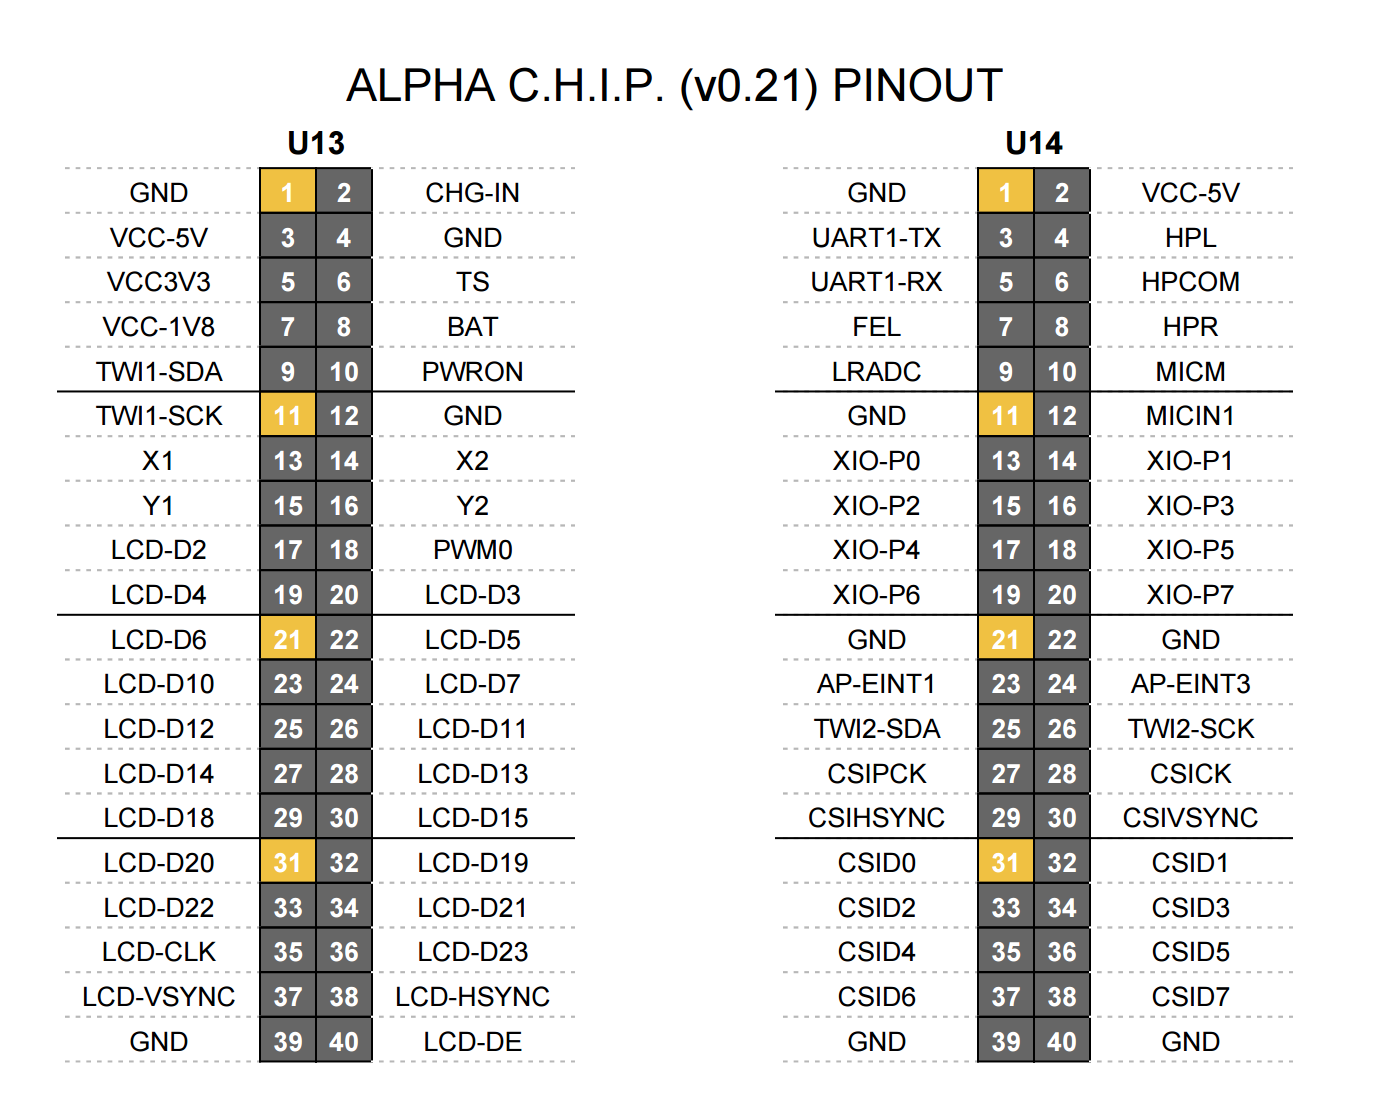 ALPHA C.H.I.P. (v0.21) PINOUT
U13
GND 1 2 CHG-IN
VCC-5V 3 4 GND
VCC3V3 5 6 TS
VCC-1V8 7 8 BAT
TWI1-SDA 9 10 PWRON
TWI1-SCK 11 12 GND
X1 13 14 X2
Y1 15 16 Y2
LCD-D2 17 18 PWM0
LCD-D4 19 20 LCD-D3
LCD-D6 21 22 LCD-D5
LCD-D10 23 24 LCD-D7
LCD-D12 25 26 LCD-D11
LCD-D14 27 28 LCD-D13
LCD-D18 29 30 LCD-D15
LCD-D20 31 32 LCD-D19
LCD-D22 33 34 LCD-D21
LCD-CLK 35 36 LCD-D23
LCD-VSYNC 37 38 LCD-HSYNC
GND 39 40 LCD-DE
U14
GND 1 2 VCC-5V
UART1-TX 3 4 HPL
UART1-RX 5 6 HPCOM
FEL 7 8 HPR
LRADC 9 10 MICM
GND 11 12 MICIN1
XIO-P0 13 14 XIO-P1
XIO-P2 15 16 XIO-P3
XIO-P4 17 18 XIO-P5
XIO-P6 19 20 XIO-P7
GND 21 22 GND
AP-EINT1 23 24 AP-EINT3
TWI2-SDA 25 26 TWI2-SCK
CSIPCK 27 28 CSICK
CSIHSYNC 29 30 CSIVSYNC
CSID0 31 32 CSID1
CSID2 33 34 CSID3
CSID4 35 36 CSID5
CSID6 37 38 CSID7
GND 39 40 GND